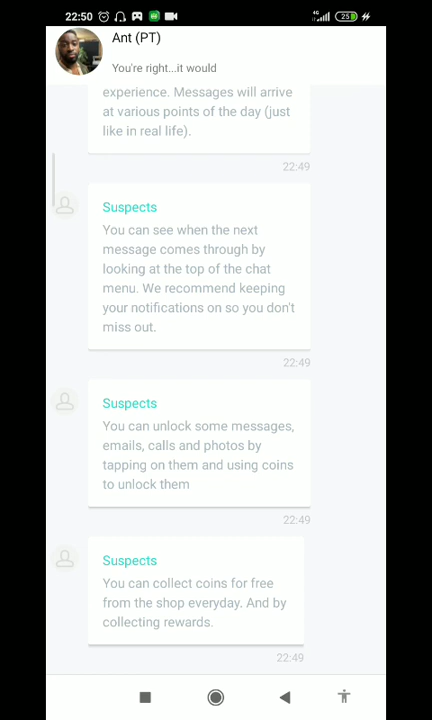 22:50
4G
25
Ant (PT)
You're right...it would
experience. Messages will arrive
at various points of the day (just
like in real life).
22:49
Suspects
You can see when the next
message comes through by
looking at the top of the chat
menu. We recommend keeping
your notifications on so you don't
miss out.
22:49
Suspects
You can unlock some messages,
emails, calls and photos by
tapping on them and using coins
to unlock them
22:49
Suspects
You can collect coins for free
from the shop everyday. And by
collecting rewards.
22:49